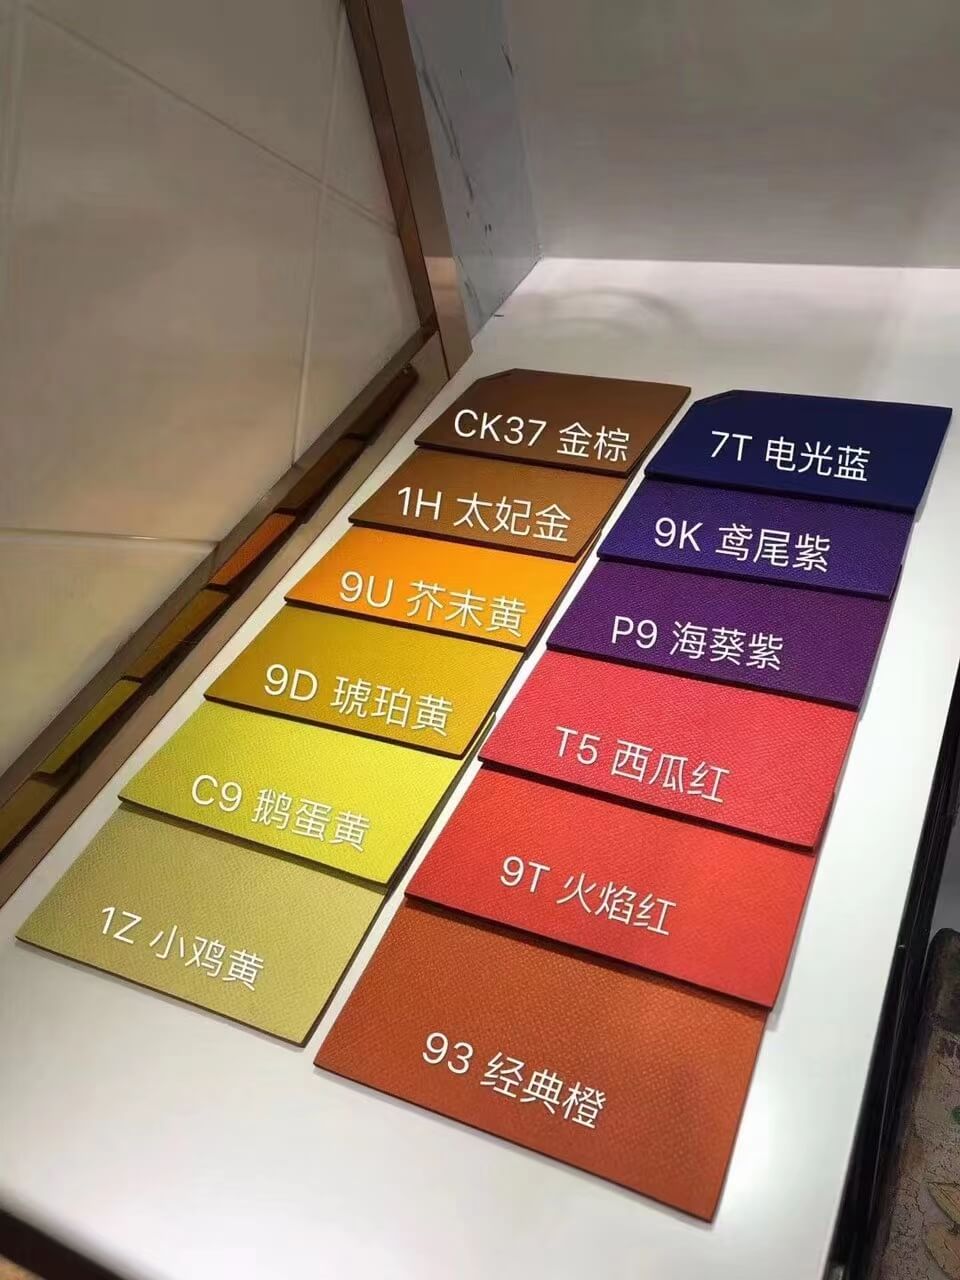 CK37 金棕
1H 太妃金
9U 芥末黄
9D 琥珀黄
C9 鹅蛋黄
1Z 小鸡黄
7T 电光蓝
9K 鸢尾紫
P9 海葵紫
T5 西瓜红
9T 火焰红
93 经典橙